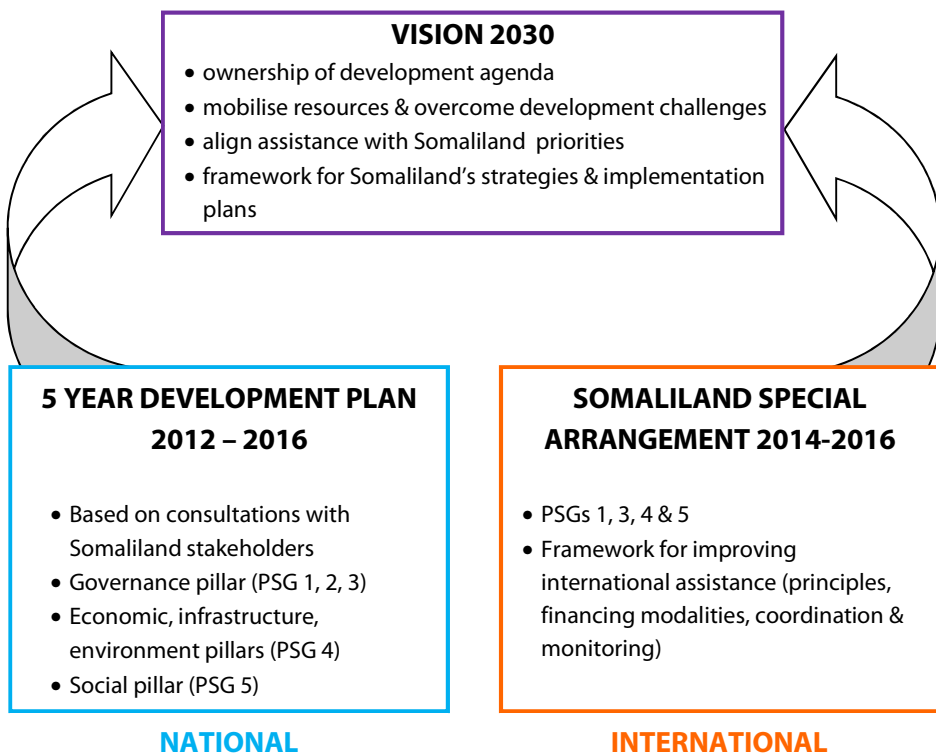 VISION 2030
• ownership of development agenda
• mobilise resources & overcome development challenges
• align assistance with Somaliland priorities
• framework for Somaliland's strategies & implementation
plans
5 YEAR DEVELOPMENT PLAN
2012 – 2016
• Based on consultations with
Somaliland stakeholders
• Governance pillar (PSG 1, 2, 3)
• Economic, infrastructure,
environment pillars (PSG 4)
• Social pillar (PSG 5)
NATIONAL
SOMALILAND SPECIAL
ARRANGEMENT 2014-2016
• PSGs 1, 3, 4 & 5
• Framework for improving
international assistance (principles,
financing modalities, coordination &
monitoring)
INTERNATIONAL